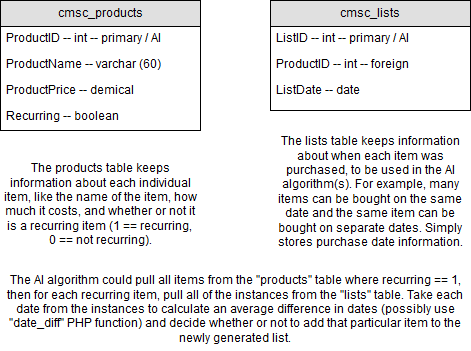 cmsc_products
ProductID -- int -- primary / AI
ProductName -- varchar (60)
ProductPrice -- demical
Recurring -- boolean
The products table keeps
information about each individual
item, like the name of the item, how
much it costs, and whether or not it
is a recurring item (1 == recurring,
0 == not recurring).
cmsc_lists
ListID -- int -- primary / AI
ProductID -- int -- foreign
ListDate -- date
The lists table keeps information
about when each item was
purchased, to be used in the AI
algorithm(s). For example, many
items can be bought on the same
date and the same item can be
bought on separate dates. Simply
stores purchase date information.
The AI algorithm could pull all items from the "products" table where recurring == 1,
then for each recurring item, pull all of the instances from the "lists" table. Take each
date from the instances to calculate an average difference in dates (possibly use
"date_diff" PHP function) and decide whether or not to add that particular item to the
newly generated list.